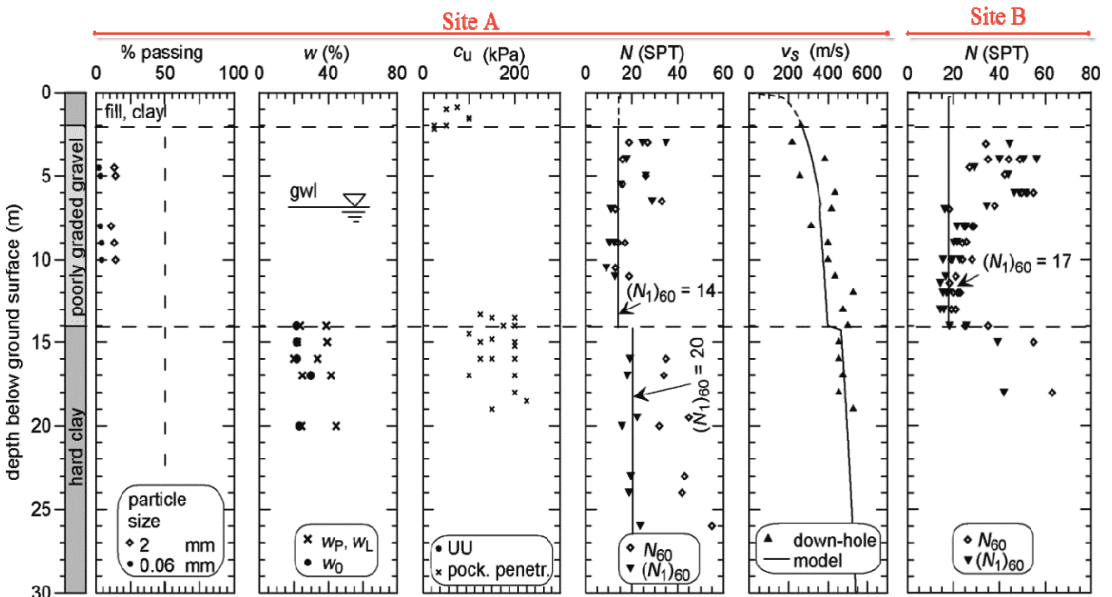 Site A
Site B
% passing
w (%)
cu (kPa)
N (SPT)
vS (m/s)
N (SPT)
0 50 100
0 40 80
0 200
0 20 40 60
0 200 400 600
0 20 40 60 80
depth below ground surface (m)
0
5
10
15
20
26
30
poorly graded gravel
hard clay
fill, clay
gwl
(N1)60 = 14
(N1)60 = 20
(N1)60 = 17
particle
size
2 mm
0.06 mm
wP, wL
w0
UU
pock. penetr.
N60
(N1)60
down-hole
model
N60
(N1)60